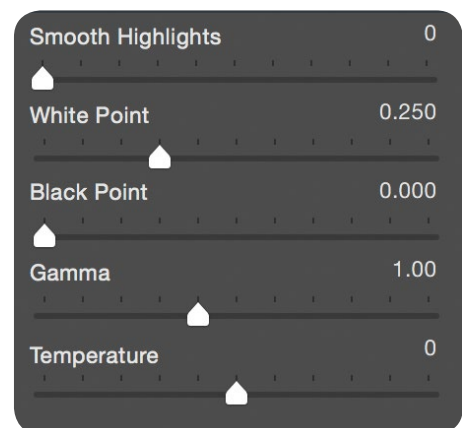 Smooth Highlights 0
White Point 0.250
Black Point 0.000
Gamma 1.00
Temperature 0